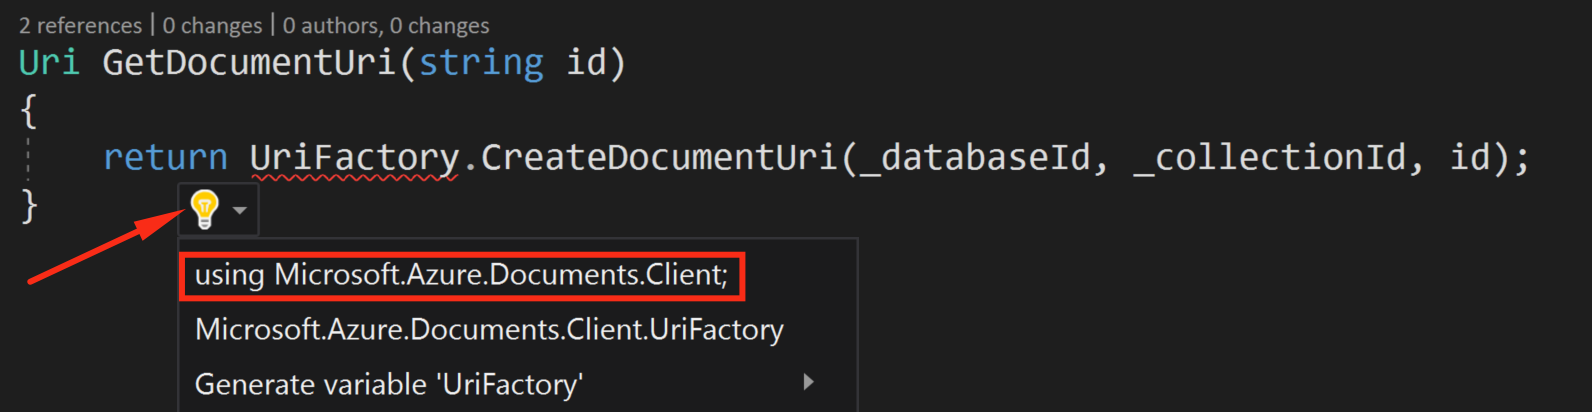 2 references | 0 changes | 0 authors, 0 changes
Uri GetDocumentUri(string id)
{
return UriFactory.CreateDocumentUri(_databaseId, _collectionId, id);
}
using Microsoft.Azure.Documents.Client;
Microsoft.Azure.Documents.Client.UriFactory
Generate variable 'UriFactory'